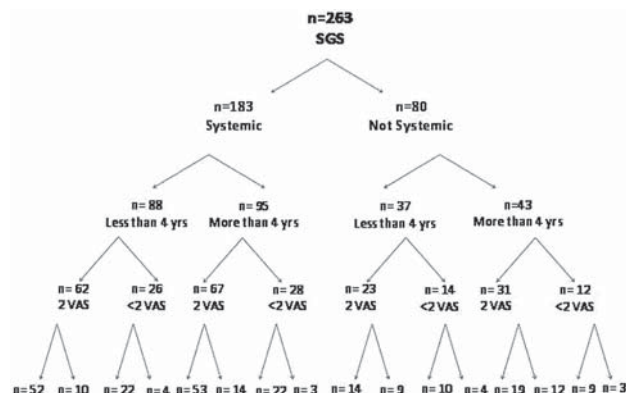 n=263
SGS
n=183
Systemic
n=80
Not Systemic
n= 88
Less than 4 yrs
n= 95
More than 4 yrs
n= 37
Less than 4 yrs
n=43
More than 4 yrs
n= 62
2 VAS
n= 26
<2 VAS
n= 67
2 VAS
n= 28
<2 VAS
n= 23
2 VAS
n= 14
<2 VAS
n= 31
2 VAS
n= 12
<2 VAS
n=52 n= 10 n= 22 n= 4 n= 53 n= 14 n= 22 n= 3 n= 14 n= 9 n= 10 n= 4 n= 19 n= 12 n= 9 n= 3